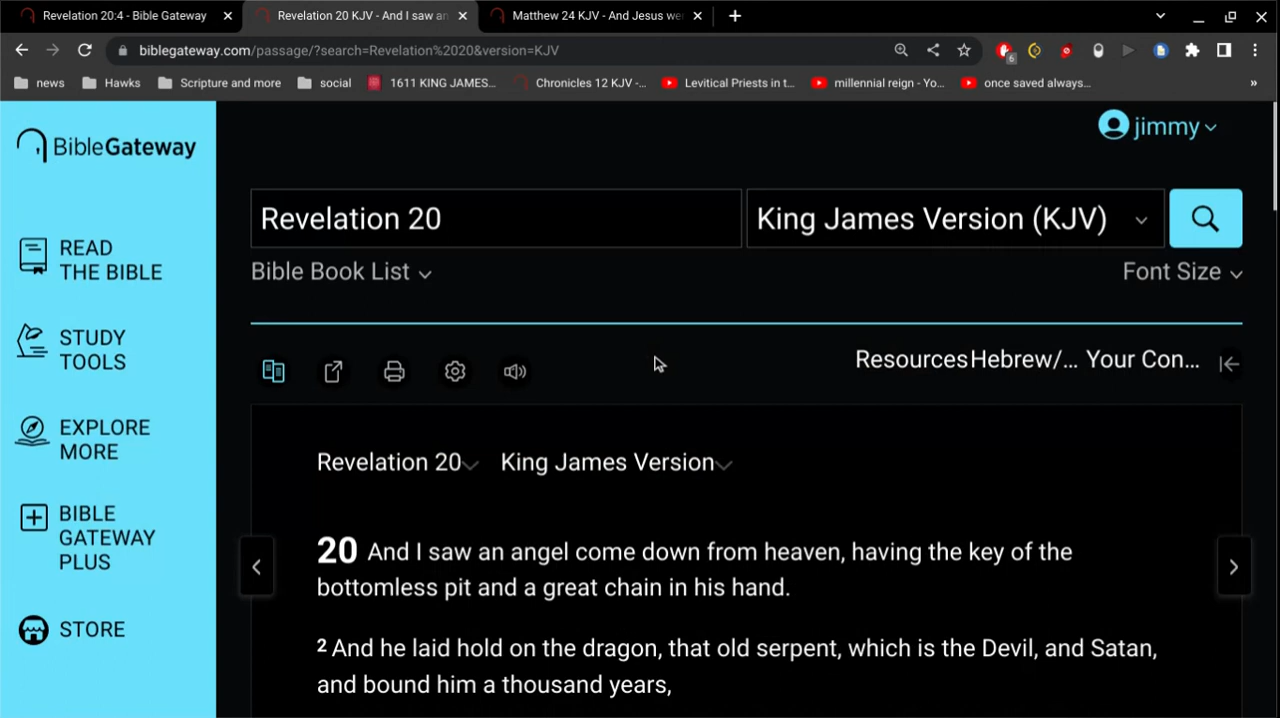 Revelation 20:4 - Bible Gateway
Revelation 20 KJV - And I saw an
Matthew 24 KJV - And Jesus wen
biblegateway.com/passage/?search=Revelation%2020&version=KJV
6
news
Hawks
Scripture and more
social
1611 KING JAMES...
Chronicles 12 KJV -...
Levitical Priests in t...
millennial reign - Yo...
once saved always...
»
BibleGateway
jimmy
Revelation 20
King James Version (KJV)
Bible Book List
Font Size
READ
THE BIBLE
STUDY
TOOLS
EXPLORE
MORE
BIBLE
GATEWAY
PLUS
STORE
Resources Hebrew/... Your Con...
Revelation 20 King James Version
20 And I saw an angel come down from heaven, having the key of the
bottomless pit and a great chain in his hand.
2 And he laid hold on the dragon, that old serpent, which is the Devil, and Satan,
and bound him a thousand years,